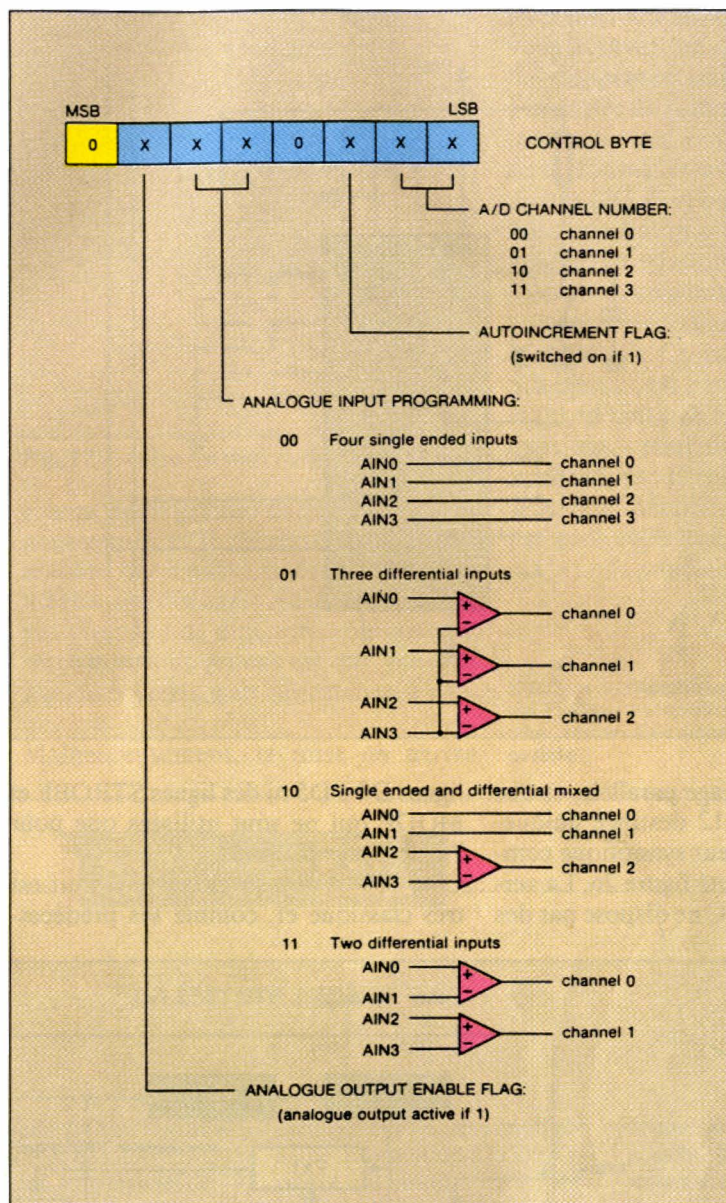 MSB LSB
0 X X X 0 X X X CONTROL BYTE
A/D CHANNEL NUMBER:
00 channel 0
01 channel 1
10 channel 2
11 channel 3
AUTOINCREMENT FLAG:
(switched on if 1)
ANALOGUE INPUT PROGRAMMING:
00 Four single ended inputs
AIN0 channel 0
AIN1 channel 1
AIN2 channel 2
AIN3 channel 3
01 Three differential inputs
AIN0 + − channel 0
AIN1 + − channel 1
AIN2 + − channel 2
AIN3
10 Single ended and differential mixed
AIN0 channel 0
AIN1 channel 1
AIN2 + − channel 2
AIN3
11 Two differential inputs
AIN0 + − channel 0
AIN1
AIN2 + − channel 1
AIN3
ANALOGUE OUTPUT ENABLE FLAG:
(analogue output active if 1)